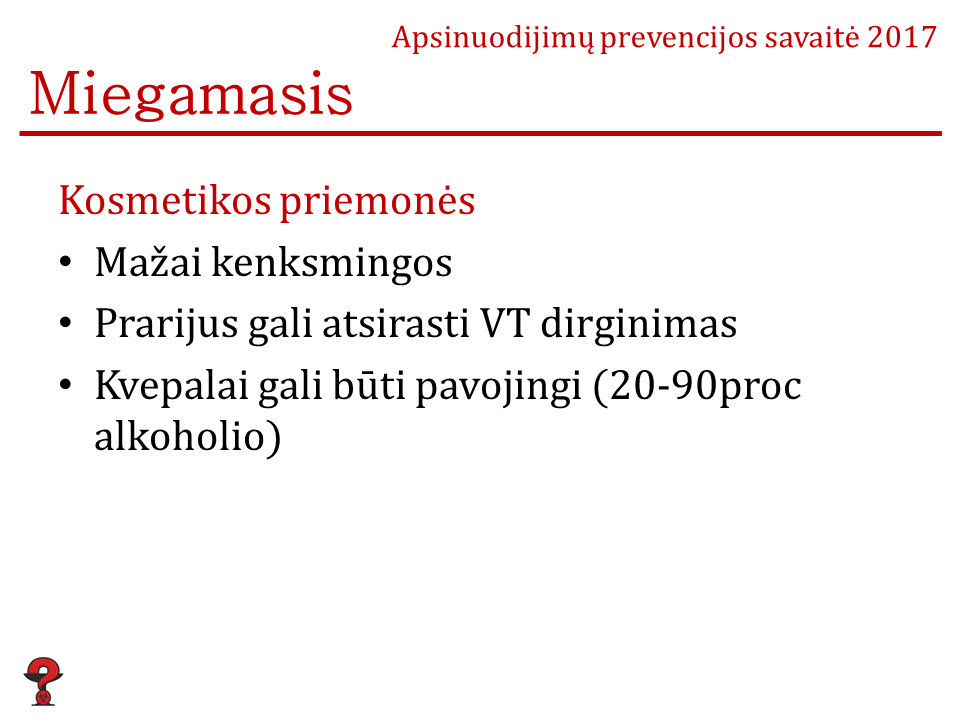 Apsinuodijimų prevencijos savaitė 2017
Miegamasis
Kosmetikos priemonės
• Mažai kenksmingos
• Prarijus gali atsirasti VT dirginimas
• Kvepalai gali būti pavojingi (20-90proc
alkoholio)